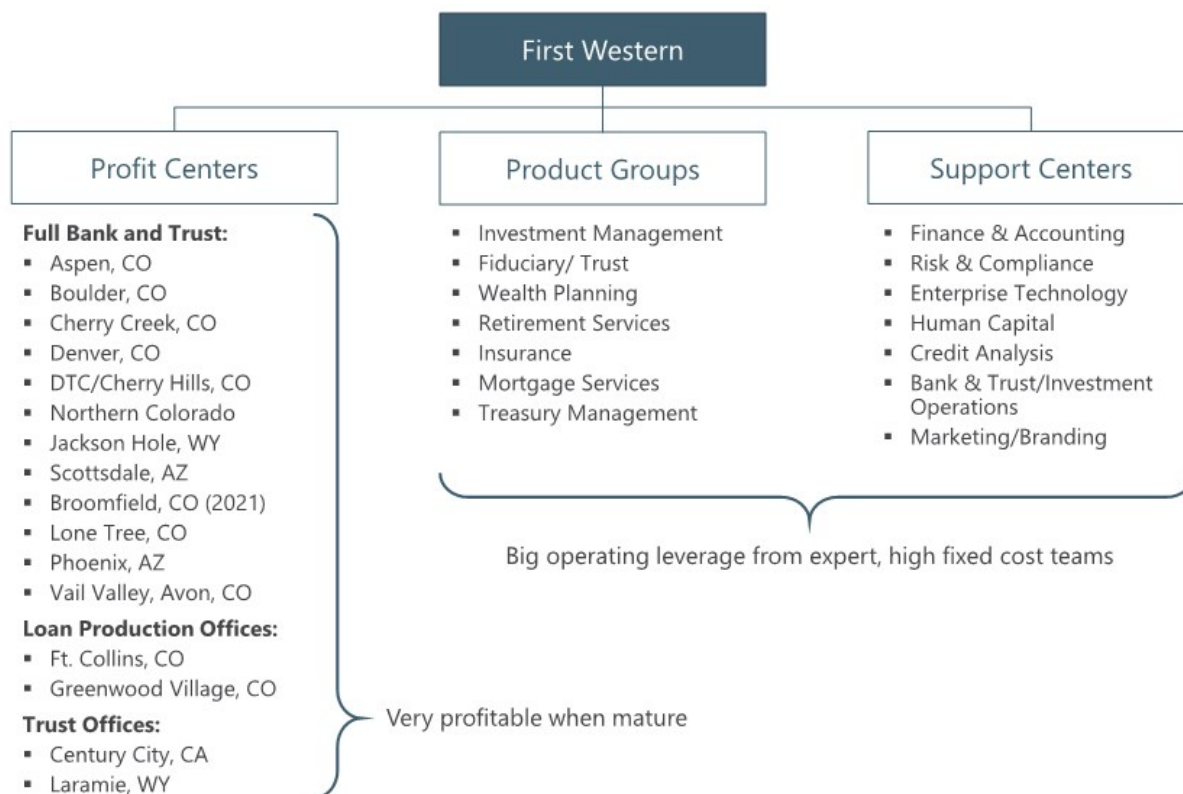 First Western
Profit Centers
Full Bank and Trust:
▪ Aspen, CO
▪ Boulder, CO
▪ Cherry Creek, CO
▪ Denver, CO
▪ DTC/Cherry Hills, CO
▪ Northern Colorado
▪ Jackson Hole, WY
▪ Scottsdale, AZ
▪ Broomfield, CO (2021)
▪ Lone Tree, CO
▪ Phoenix, AZ
▪ Vail Valley, Avon, CO
Loan Production Offices:
▪ Ft. Collins, CO
▪ Greenwood Village, CO
Trust Offices:
▪ Century City, CA
▪ Laramie, WY
Very profitable when mature
Product Groups
▪ Investment Management
▪ Fiduciary/ Trust
▪ Wealth Planning
▪ Retirement Services
▪ Insurance
▪ Mortgage Services
▪ Treasury Management
Support Centers
▪ Finance & Accounting
▪ Risk & Compliance
▪ Enterprise Technology
▪ Human Capital
▪ Credit Analysis
▪ Bank & Trust/Investment
Operations
▪ Marketing/Branding
Big operating leverage from expert, high fixed cost teams